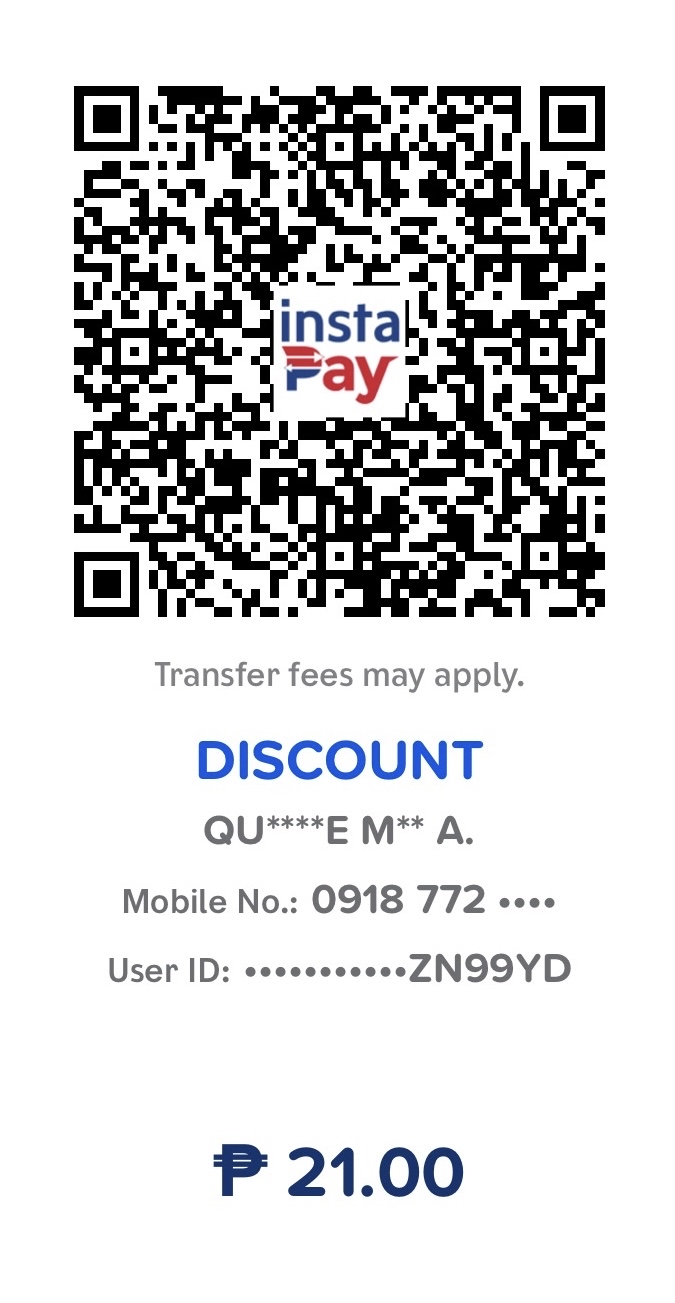 insta
Pay
Transfer fees may apply.
DISCOUNT
QU****E M** A.
Mobile No.: 0918 772 ••••
User ID: •••••••••••ZN99YD
₱ 21.00